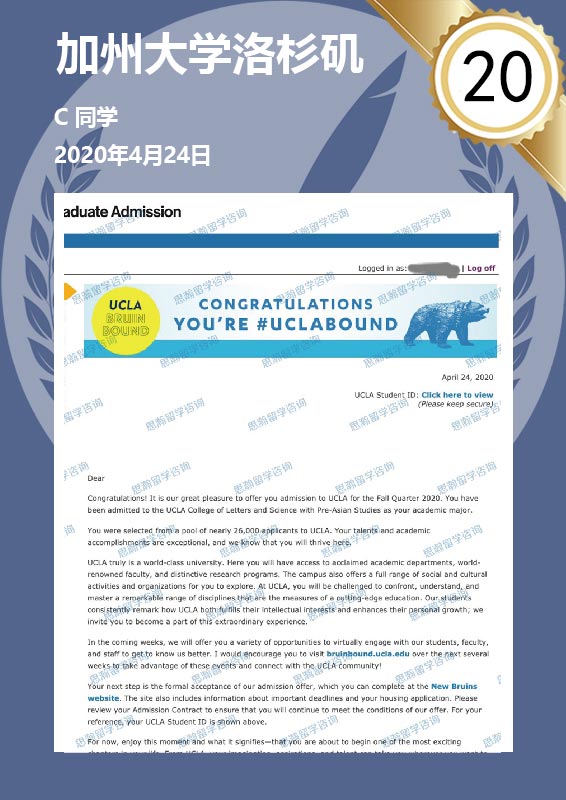 加州大学洛杉矶
20
C 同学
2020年4月24日
aduate Admission
Logged in as: | Log off
UCLA
BRUIN
BOUND
CONGRATULATIONS
YOU'RE #UCLABOUND
April 24, 2020
UCLA Student ID: Click here to view
(Please keep secure)
Dear
Congratulations! It is our great pleasure to offer you admission to UCLA for the Fall Quarter 2020. You have
been admitted to the UCLA College of Letters and Science with Pre-Asian Studies as your academic major.
You were selected from a pool of nearly 26,000 applicants to UCLA. Your talents and academic
accomplishments are exceptional, and we know that you will thrive here.
UCLA truly is a world-class university. Here you will have access to acclaimed academic departments, world-
renowned faculty, and distinctive research programs. The campus also offers a full range of social and cultural
activities and organizations for you to explore. At UCLA, you will be challenged to confront, understand, and
master a remarkable range of disciplines that are the measures of a cutting-edge education. Our students
consistently remark how UCLA both fulfills their intellectual interests and enhances their personal growth; we
invite you to become a part of this extraordinary experience.
In the coming weeks, we will offer you a variety of opportunities to virtually engage with our students, faculty,
and staff to get to know us better. I would encourage you to visit bruinbound.ucla.edu over the next several
weeks to take advantage of these events and connect with the UCLA community!
Your next step is the formal acceptance of our admission offer, which you can complete at the New Bruins
website. The site also includes information about important deadlines and your housing application. Please
review your Admission Contract to ensure that you will continue to meet the conditions of our offer. For your
reference, your UCLA Student ID is shown above.
For now, enjoy this moment and what it signifies—that you are about to begin one of the most exciting
思瀚留学咨询